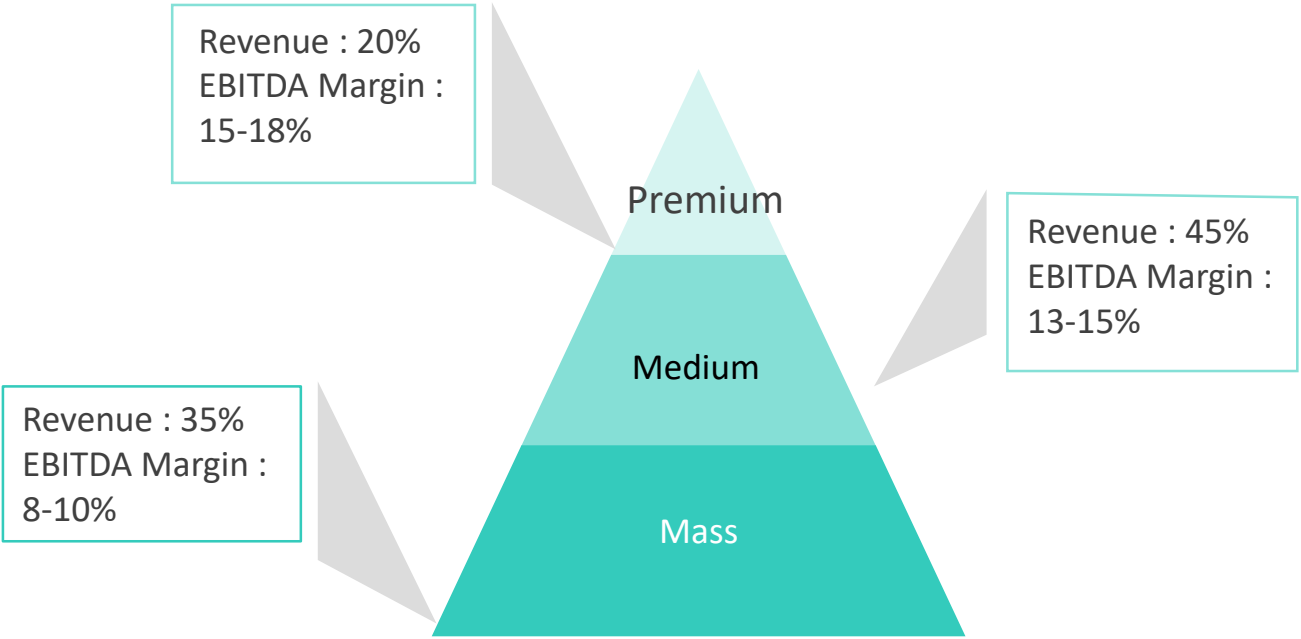 Revenue : 20%
EBITDA Margin :
15-18%
Premium
Revenue : 45%
EBITDA Margin :
13-15%
Medium
Revenue : 35%
EBITDA Margin :
8-10%
Mass